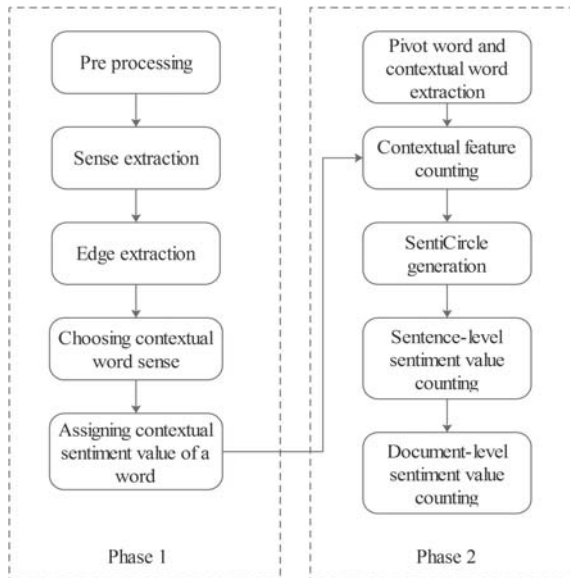 Pre processing
Sense extraction
Edge extraction
Choosing contextual
word sense
Assigning contextual
sentiment value of a
word
Phase 1
Pivot word and
contextual word
extraction
Contextual feature
counting
SentiCircle
generation
Sentence-level
sentiment value
counting
Document-level
sentiment value
counting
Phase 2